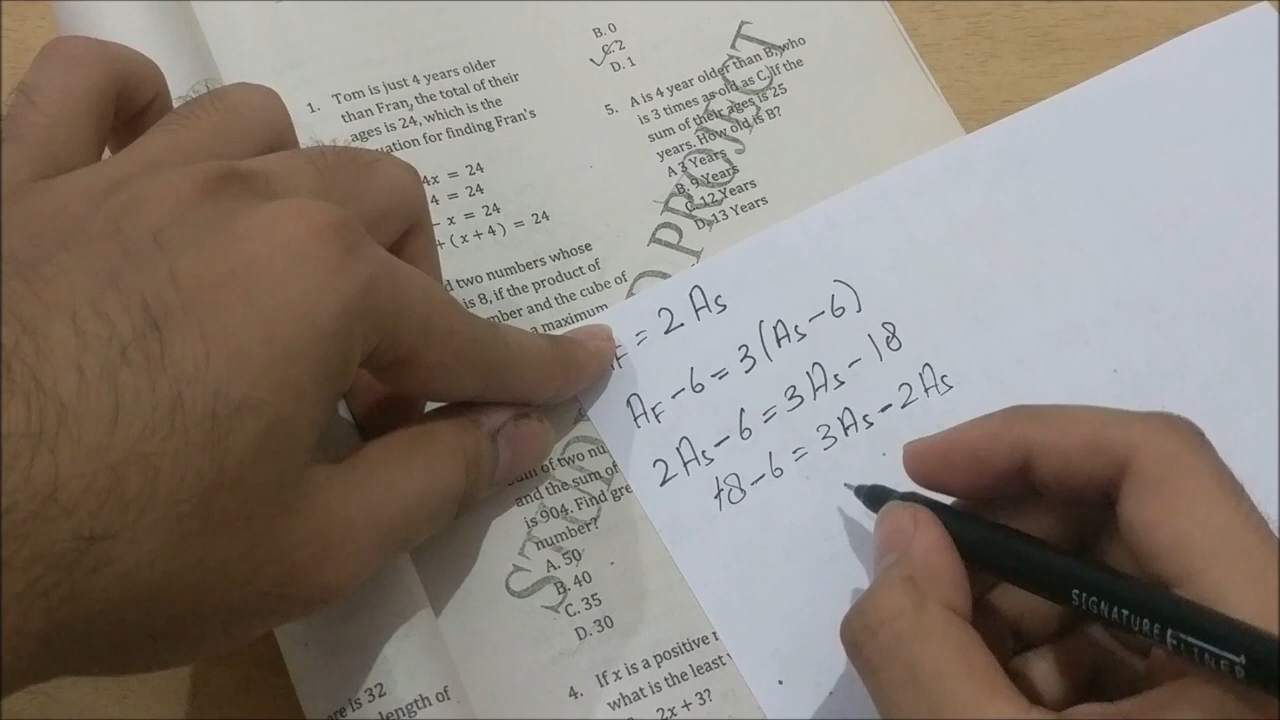 1. Tom is just 4 years older
than Fran, the total of their
ages is 24, which is the
uation for finding Fran's
4x = 24
4 = 24
- x = 24
+ (x + 4) = 24
two numbers whose
is 8, if the product of
mber and the cube of
a maximum
sum of two nu
and the sum of
is 904. Find gre
number?
A. 50
B. 40
C. 35
D. 30
4. If x is a positive
what is the least
2x + 3?
are is 32
length of
B. 0
C. 2
D. 1
5. A is 4 year older than B, who
is 3 times as old as C. If the
sum of their ages is 25
years. How old is B?
A 3 Years
B. 9 Years
C. 12 Years
D. 13 Years
F = 2 As
AF - 6 = 3(As - 6)
2As - 6 = 3As - 18
+8 - 6 = 3As - 2As
PROJECT
SIGNATURE FLINER